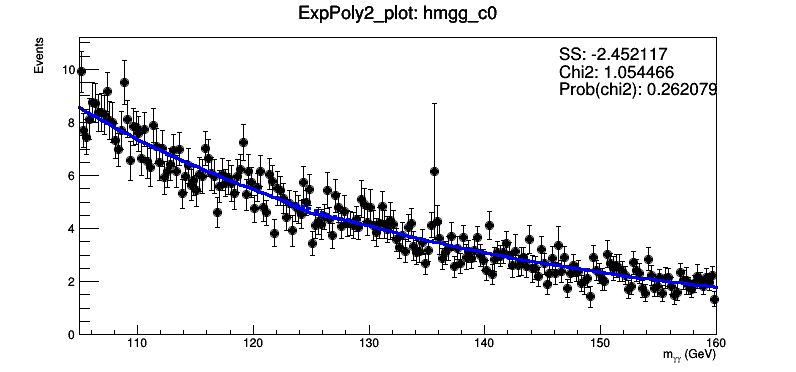 ExpPoly2_plot: hmgg_c0
Events
SS: -2.452117
Chi2: 1.054466
Prob(chi2): 0.262079
10
8
6
4
2
0
110 120 130 140 150 160
mγγ (GeV)